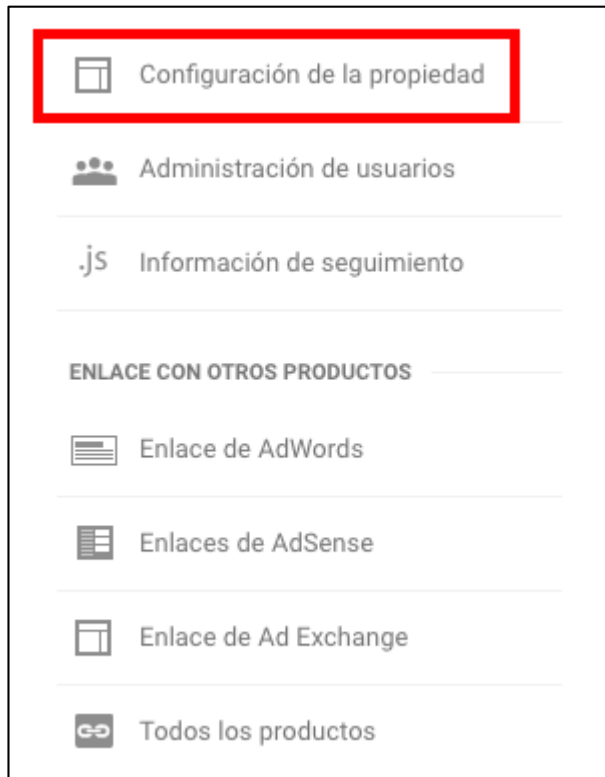 Configuración de la propiedad
Administración de usuarios
.js Información de seguimiento
ENLACE CON OTROS PRODUCTOS
Enlace de AdWords
Enlaces de AdSense
Enlace de Ad Exchange
Todos los productos